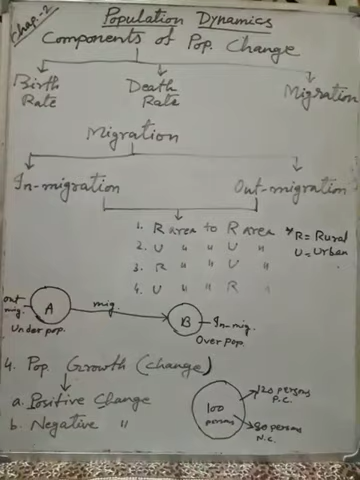 Chap.-2
Population Dynamics
Components of Pop. Change
Birth Rate
Death Rate
Migration
Migration
In-migration
Out-migration
1. R area to R area
2. U " " U "
3. R " " U "
4. U " " R "
*R = Rural
U = Urban
out mig.
A
mig.
B
In-mig.
Under pop.
Over pop.
4. Pop. Growth (change)
a. Positive Change
b. Negative "
100 persons
120 persons
P.C.
80 persons
N.C.